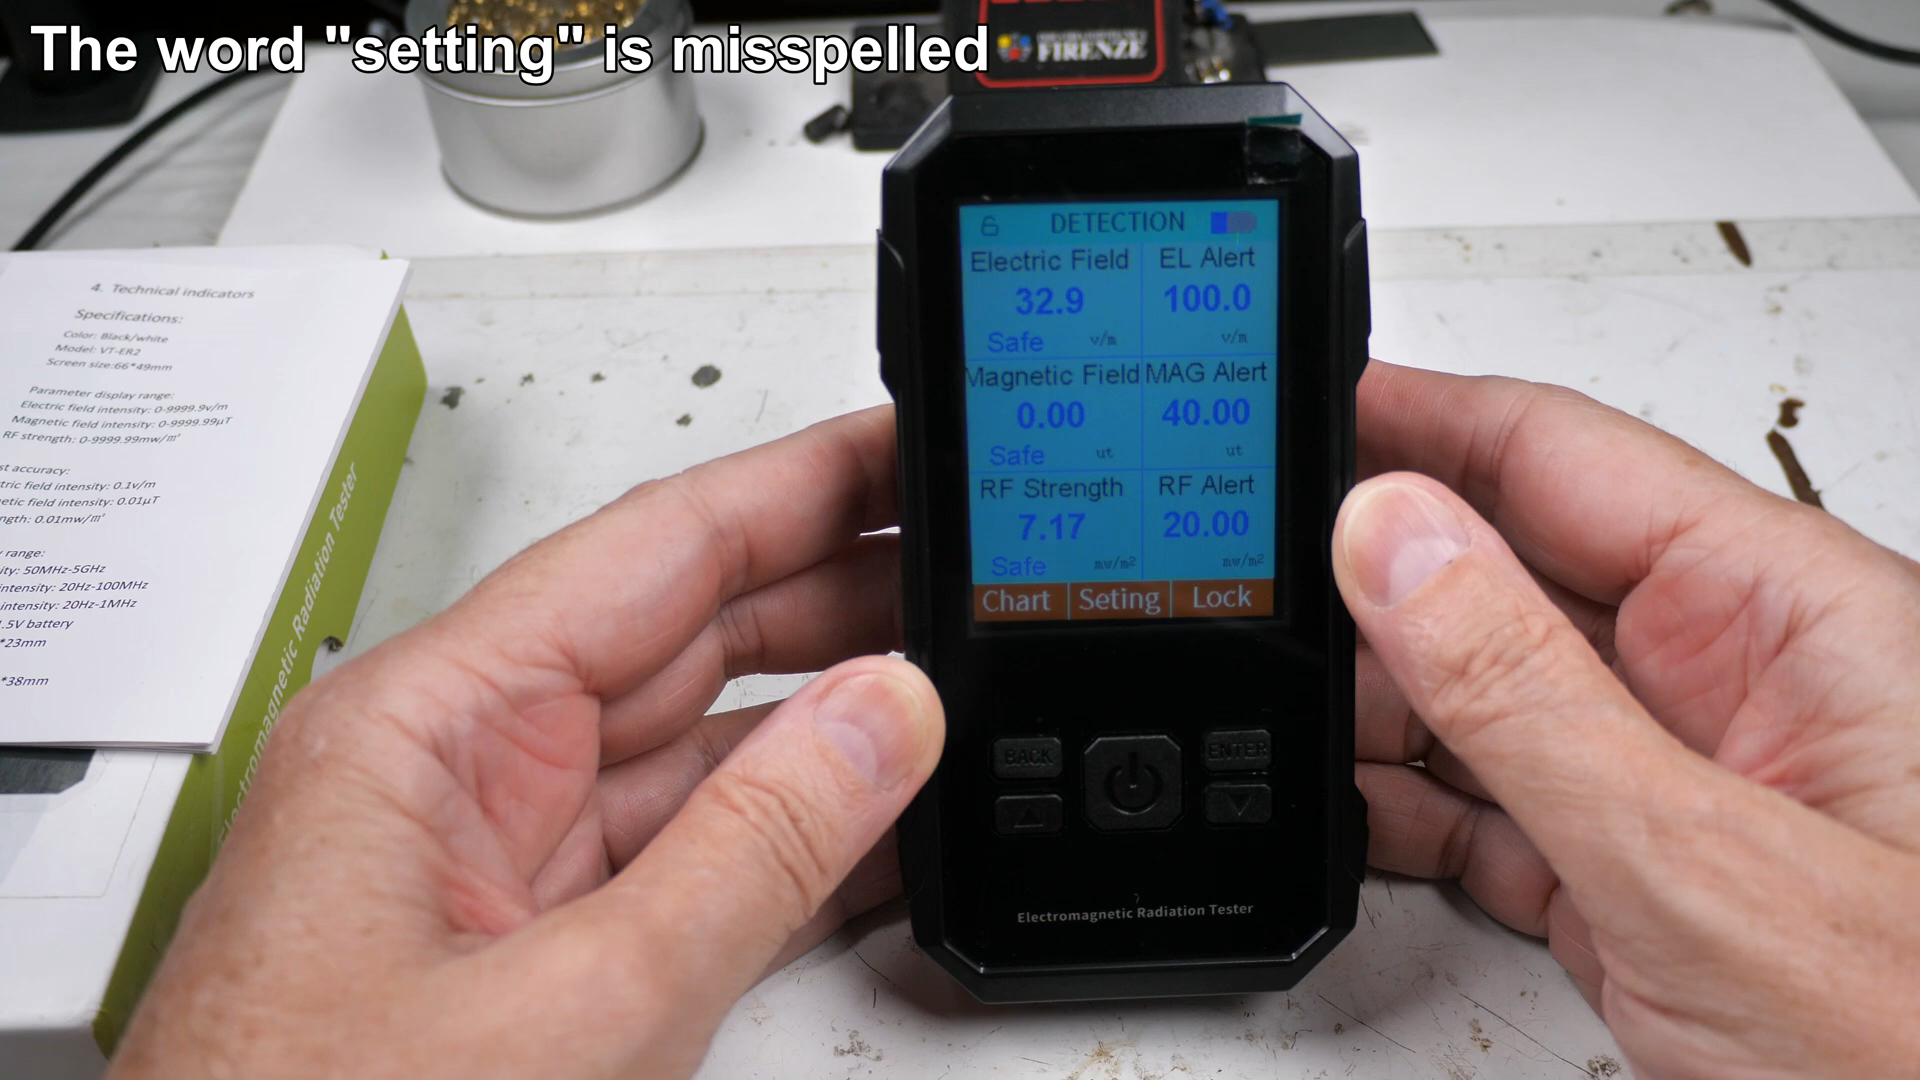 The word "setting" is misspelled
FIRENZE
DETECTION
Electric Field
32.9
Safe v/m
EL Alert
100.0
v/m
Magnetic Field
0.00
Safe ut
MAG Alert
40.00
ut
RF Strength
7.17
Safe mw/m²
RF Alert
20.00
mw/m²
Chart Seting Lock
BACK
ENTER
Electromagnetic Radiation Tester
4. Technical indicators
Specifications:
Color: Black/white
Model: VT-ER2
Screen size:66*49mm
Parameter display range:
Electric field intensity: 0-9999.9v/m
Magnetic field intensity: 0-9999.99μT
RF strength: 0-9999.99mw/㎡
st accuracy:
tric field intensity: 0.1v/m
etic field intensity: 0.01μT
ngth: 0.01mw/㎡
y range:
ity: 50MHz-5GHz
intensity: 20Hz-100MHz
intensity: 20Hz-1MHz
.5V battery
*23mm
*38mm
Electromagnetic Radiation Tester